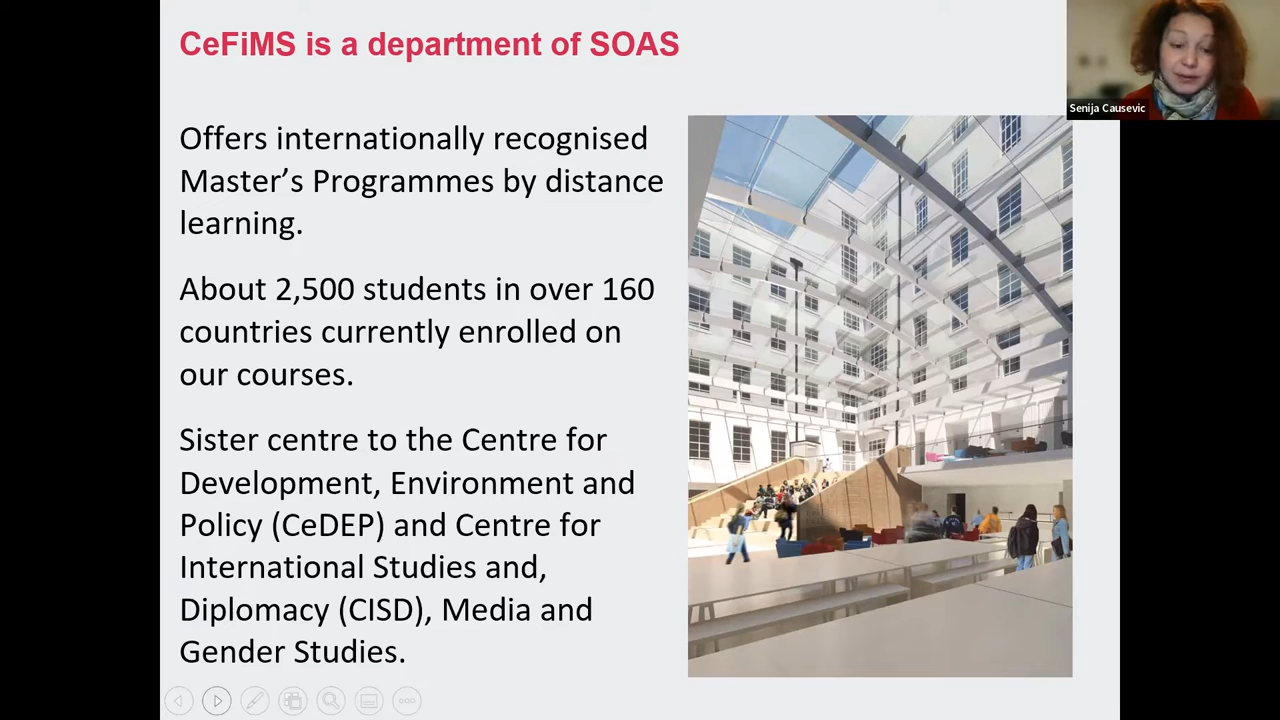 CeFiMS is a department of SOAS
Senija Causevic
Offers internationally recognised
Master’s Programmes by distance
learning.
About 2,500 students in over 160
countries currently enrolled on
our courses.
Sister centre to the Centre for
Development, Environment and
Policy (CeDEP) and Centre for
International Studies and,
Diplomacy (CISD), Media and
Gender Studies.